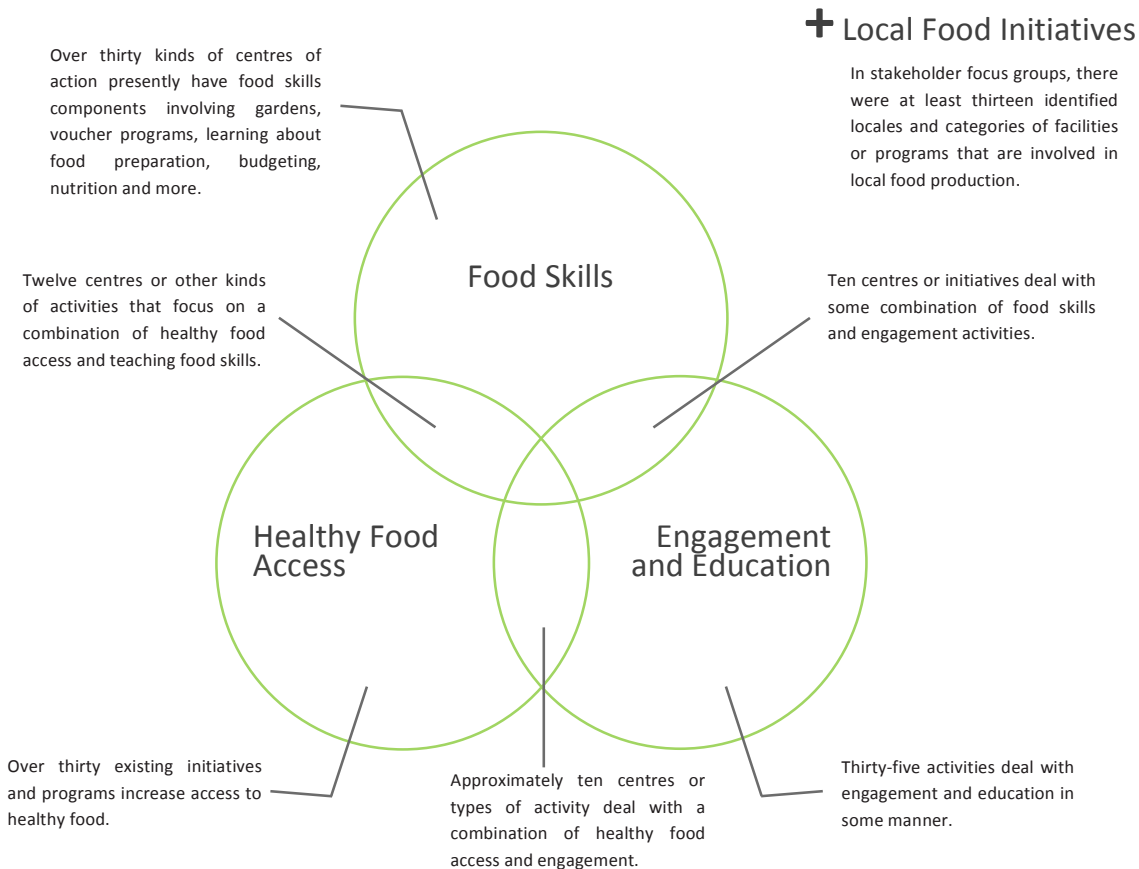 + Local Food Initiatives
In stakeholder focus groups, there
were at least thirteen identified
locales and categories of facilities
or programs that are involved in
local food production.
Over thirty kinds of centres of
action presently have food skills
components involving gardens,
voucher programs, learning about
food preparation, budgeting,
nutrition and more.
Food Skills
Twelve centres or other kinds
of activities that focus on a
combination of healthy food
access and teaching food skills.
Ten centres or initiatives deal with
some combination of food skills
and engagement activities.
Healthy Food
Access
Engagement
and Education
Over thirty existing initiatives
and programs increase access to
healthy food.
Approximately ten centres or
types of activity deal with a
combination of healthy food
access and engagement.
Thirty-five activities deal with
engagement and education in
some manner.